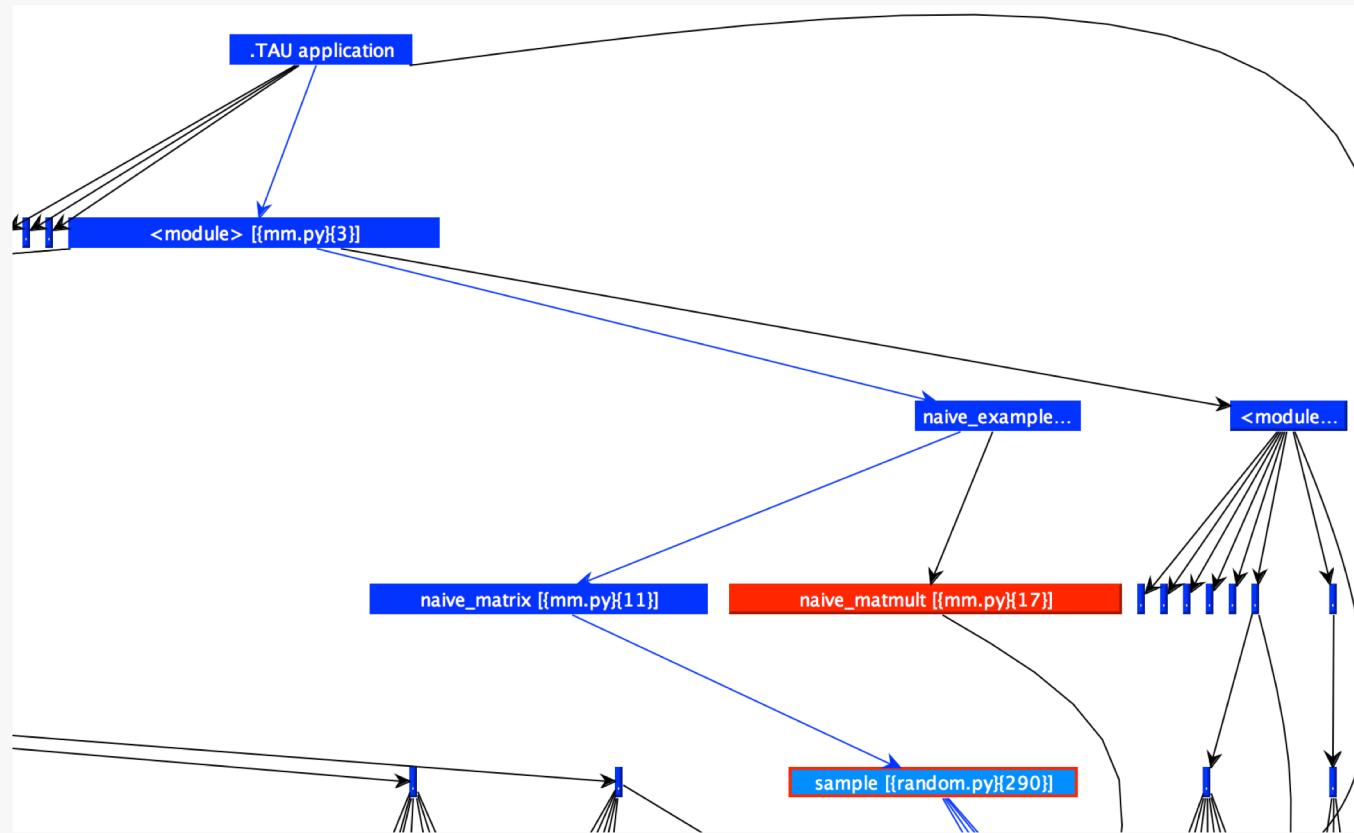 .TAU application
<module> [{mm.py}{3}]
naive_example...
<module...
naive_matrix [{mm.py}{11}]
naive_matmult [{mm.py}{17}]
sample [{random.py}{290}]